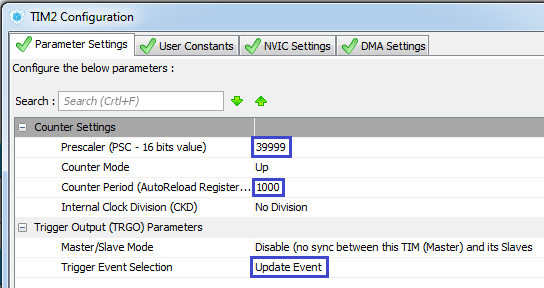 TIM2 Configuration
Parameter Settings User Constants NVIC Settings DMA Settings
Configure the below parameters :
Search : Search (Crtl+F)
Counter Settings
Prescaler (PSC - 16 bits value) 39999
Counter Mode Up
Counter Period (AutoReload Register... 1000
Internal Clock Division (CKD) No Division
Trigger Output (TRGO) Parameters
Master/Slave Mode Disable (no sync between this TIM (Master) and its Slaves
Trigger Event Selection Update Event